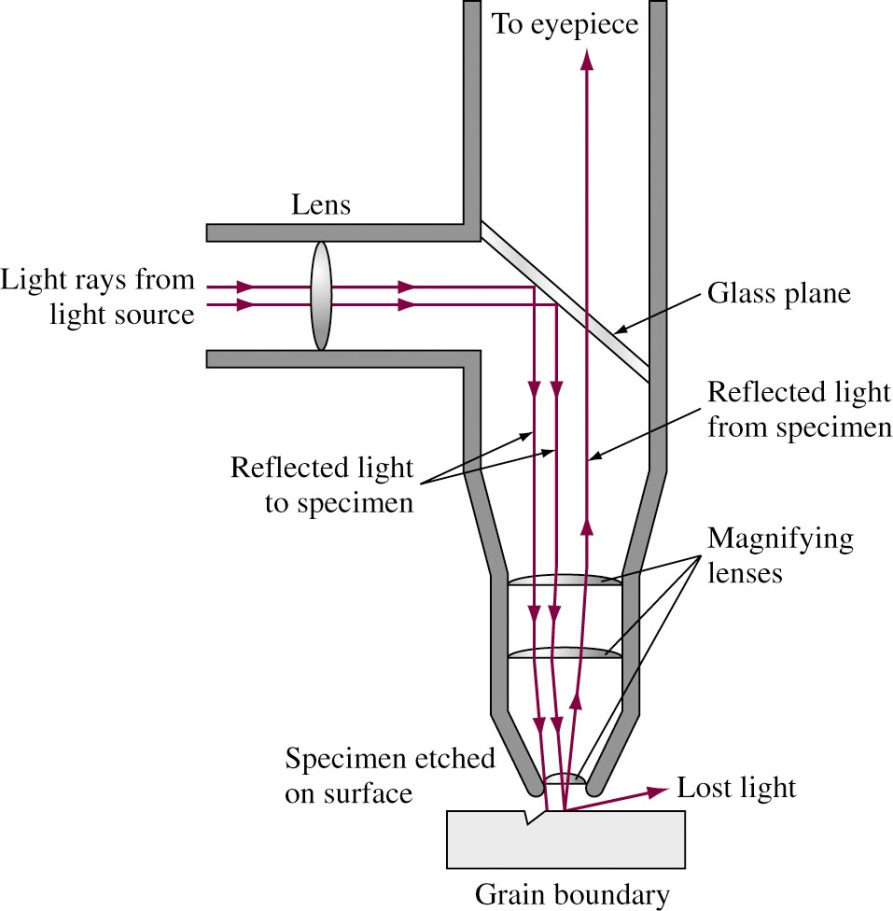 To eyepiece
Lens
Light rays from
light source
Glass plane
Reflected light
from specimen
Reflected light
to specimen
Magnifying
lenses
Specimen etched
on surface
Lost light
Grain boundary